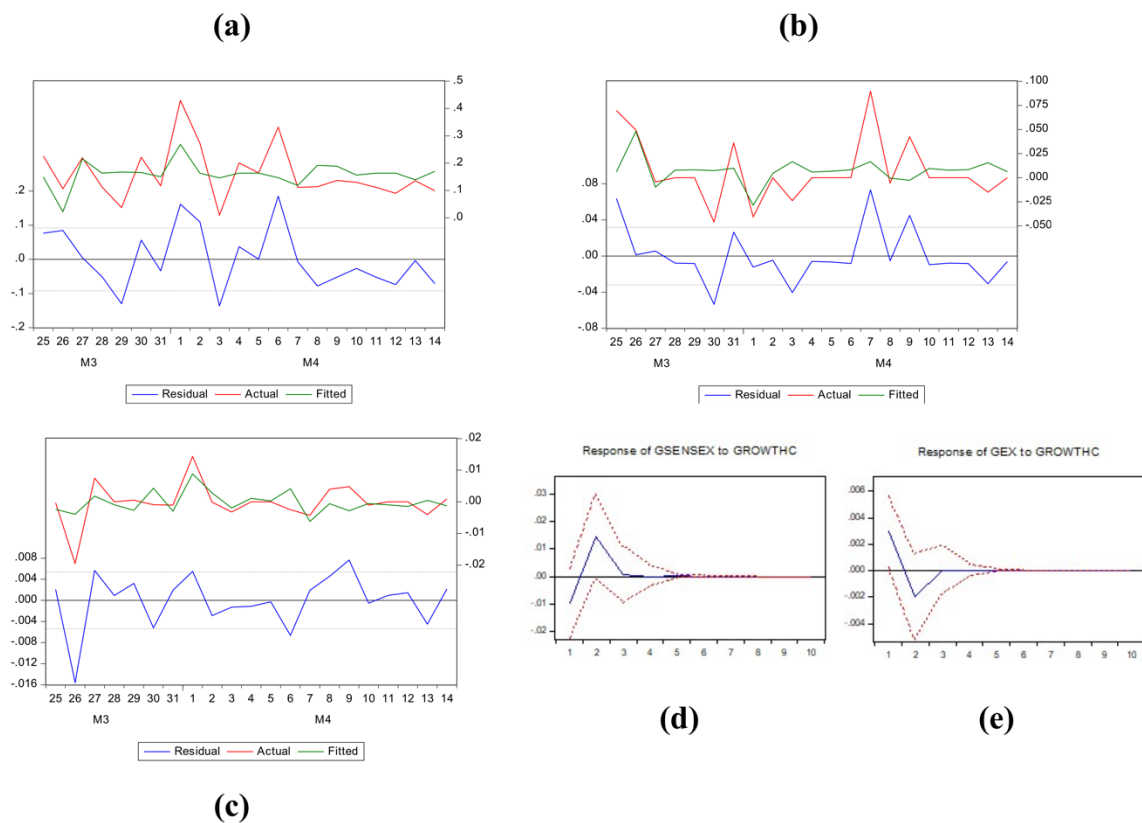 (a)
(b)
.5
.4
.3
.2
.1
.0
.2
.1
.0
-.1
-.2
25 26 27 28 29 30 31 1 2 3 4 5 6 7 8 9 10 11 12 13 14
M3 M4
Residual Actual Fitted
.100
.075
.050
.025
.000
-.025
-.050
.08
.04
.00
-.04
-.08
25 26 27 28 29 30 31 1 2 3 4 5 6 7 8 9 10 11 12 13 14
M3 M4
Residual Actual Fitted
.02
.01
.00
-.01
-.02
.008
.004
.000
-.004
-.008
-.012
-.016
25 26 27 28 29 30 31 1 2 3 4 5 6 7 8 9 10 11 12 13 14
M3 M4
Residual Actual Fitted
(c)
Response of GSENSEX to GROWTHC
.03
.02
.01
.00
-.01
-.02
1 2 3 4 5 6 7 8 9 10
(d)
Response of GEX to GROWTHC
.006
.004
.002
.000
-.002
-.004
1 2 3 4 5 6 7 8 9 10
(e)